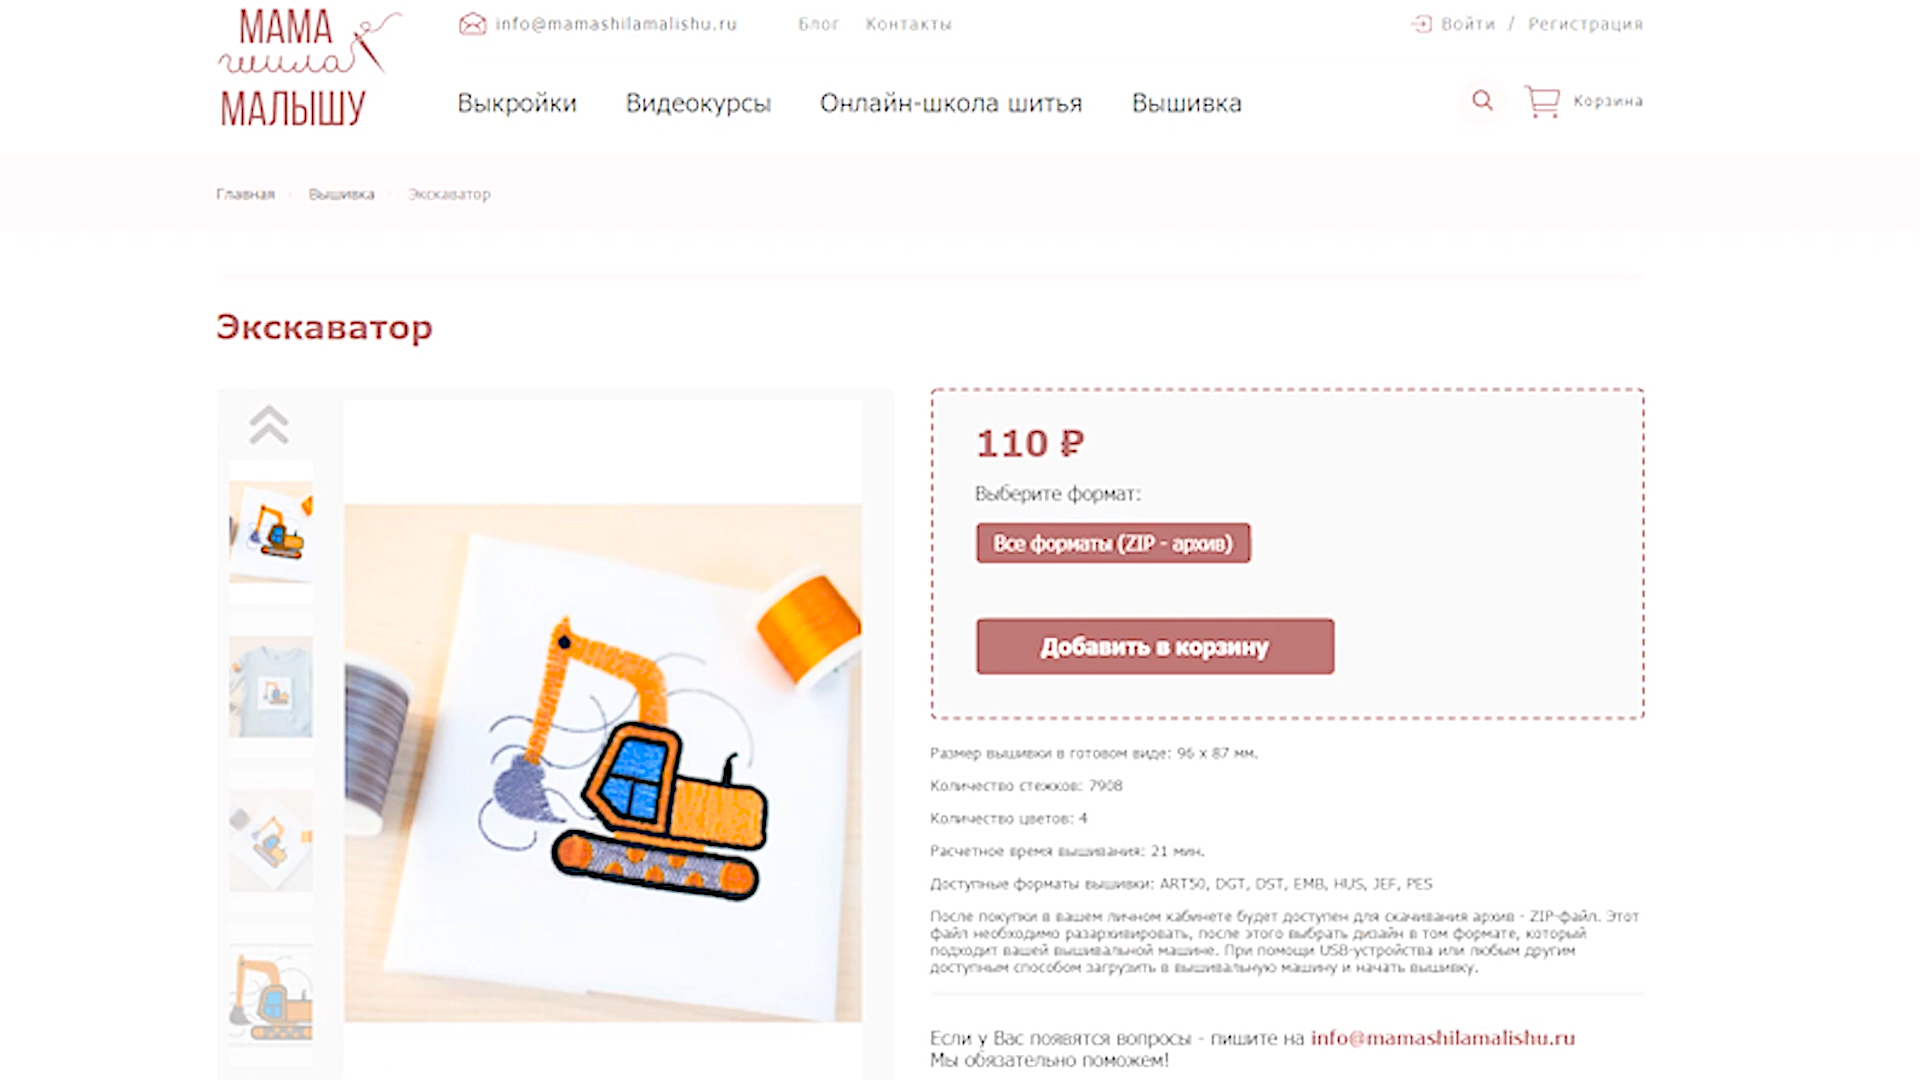 МАМА
шила
МАЛЫШУ
info@mamashilamalishu.ru
Блог
Контакты
Войти / Регистрация
Выкройки
Видеокурсы
Онлайн-школа шитья
Вышивка
Корзина
Главная
Вышивка
Экскаватор
Экскаватор
110 ₽
Выберите формат:
Все форматы (ZIP - архив)
Добавить в корзину
Размер вышивки в готовом виде: 96 x 87 мм.
Количество стежков: 7908
Количество цветов: 4
Расчетное время вышивания: 21 мин.
Доступные форматы вышивки: ART50, DGT, DST, EMB, HUS, JEF, PES
После покупки в вашем личном кабинете будет доступен для скачивания архив - ZIP-файл. Этот
файл необходимо разархивировать, после этого выбрать дизайн в том формате, который
подходит вашей вышивальной машине. При помощи USB-устройства или любым другим
доступным способом загрузить в вышивальную машину и начать вышивку.
Если у Вас появятся вопросы - пишите на info@mamashilamalishu.ru
Мы обязательно поможем!